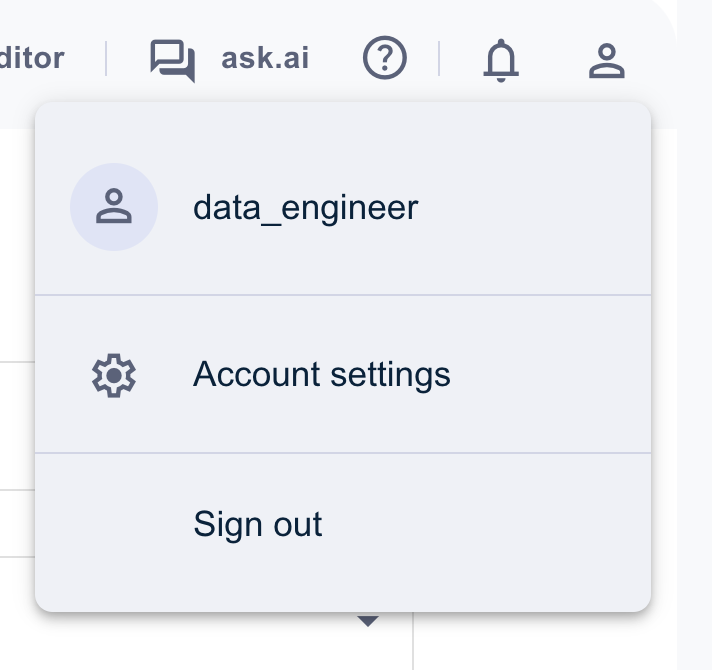 ditor
ask.ai
data_engineer
Account settings
Sign out